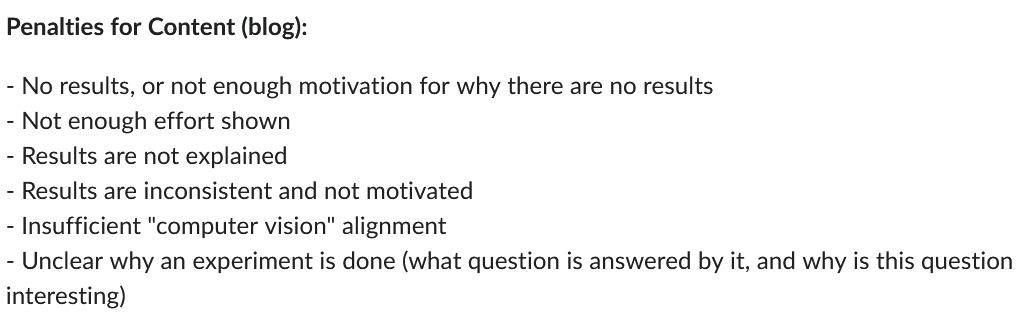 Penalties for Content (blog):
- No results, or not enough motivation for why there are no results
- Not enough effort shown
- Results are not explained
- Results are inconsistent and not motivated
- Insufficient "computer vision" alignment
- Unclear why an experiment is done (what question is answered by it, and why is this question
interesting)